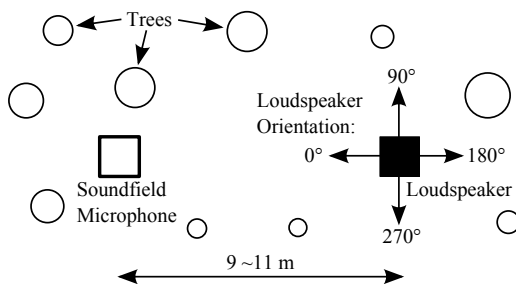 Trees
90°
Loudspeaker
Orientation:
0°
180°
Soundfield
Microphone
Loudspeaker
270°
9 ~11 m